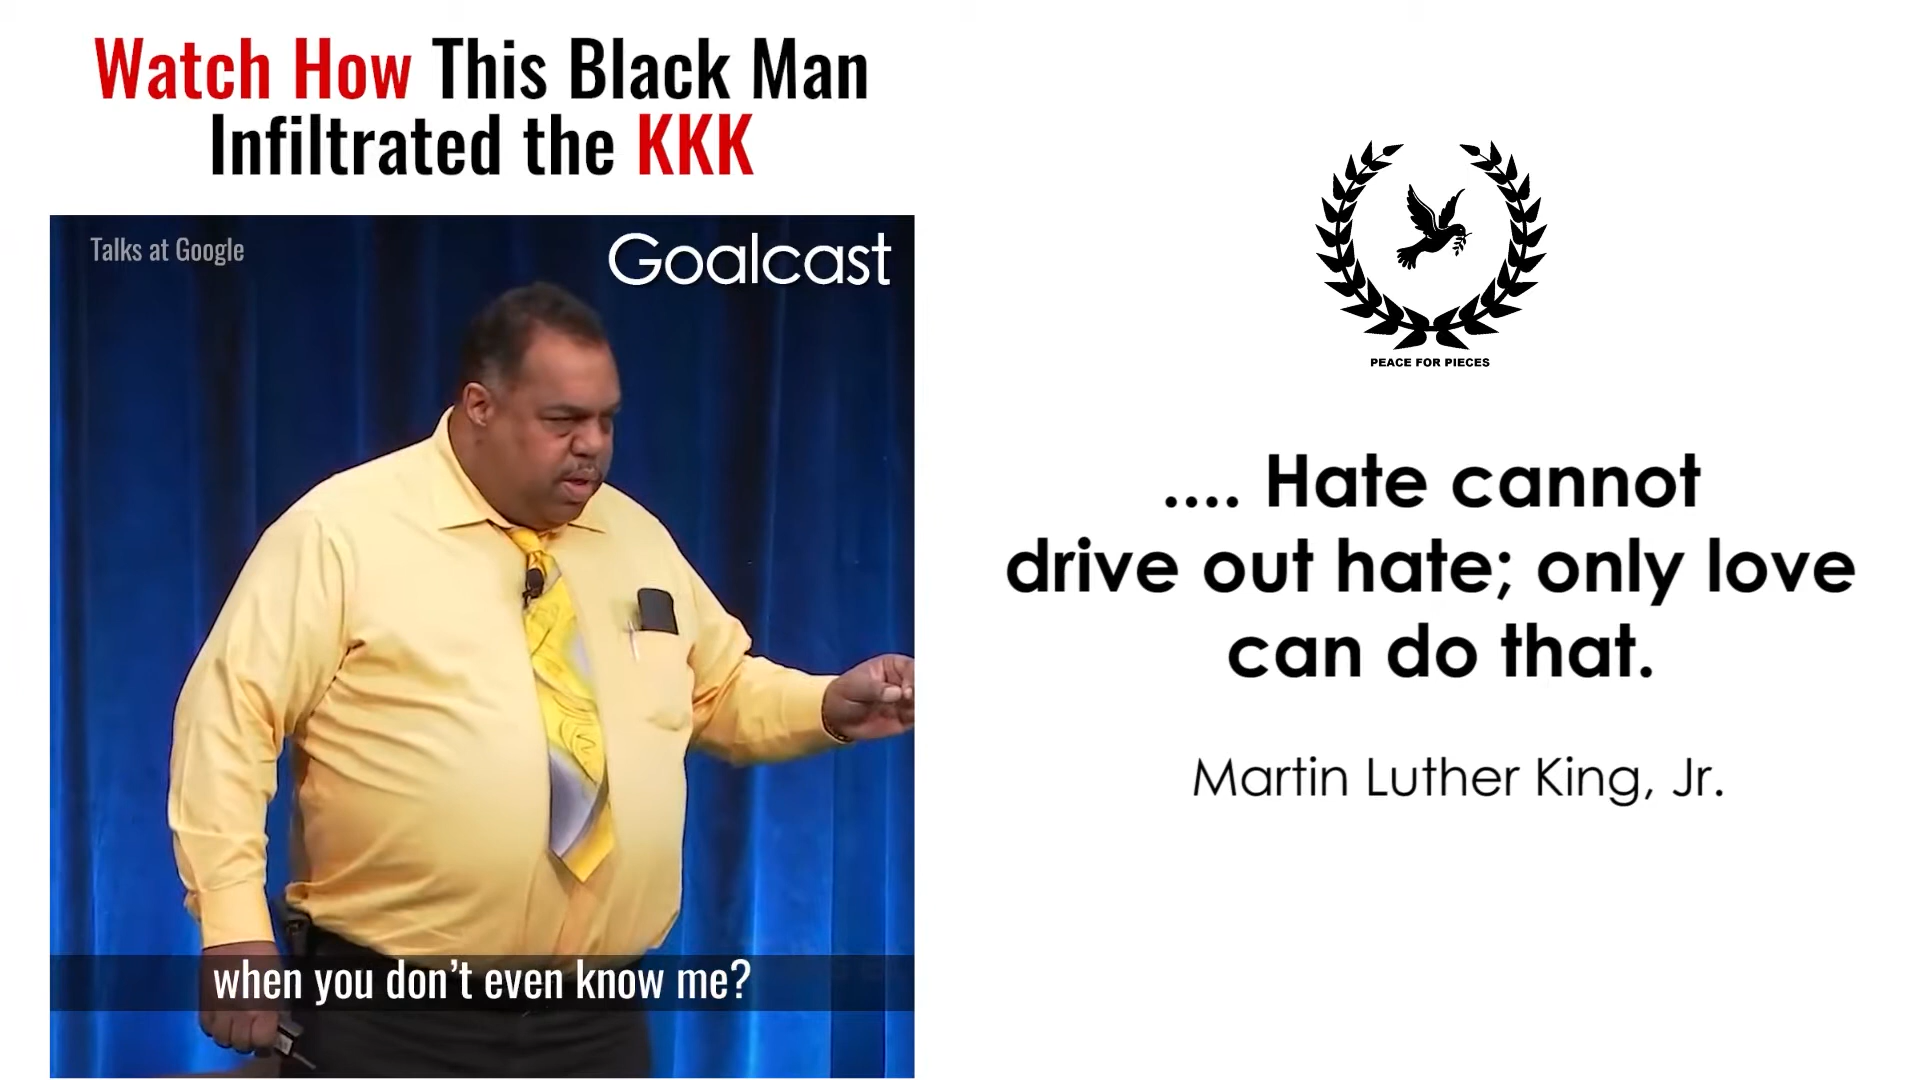 Watch How This Black Man
Infiltrated the KKK
Talks at Google
Goalcast
when you don't even know me?
PEACE FOR PIECES
.... Hate cannot
drive out hate; only love
can do that.
Martin Luther King, Jr.